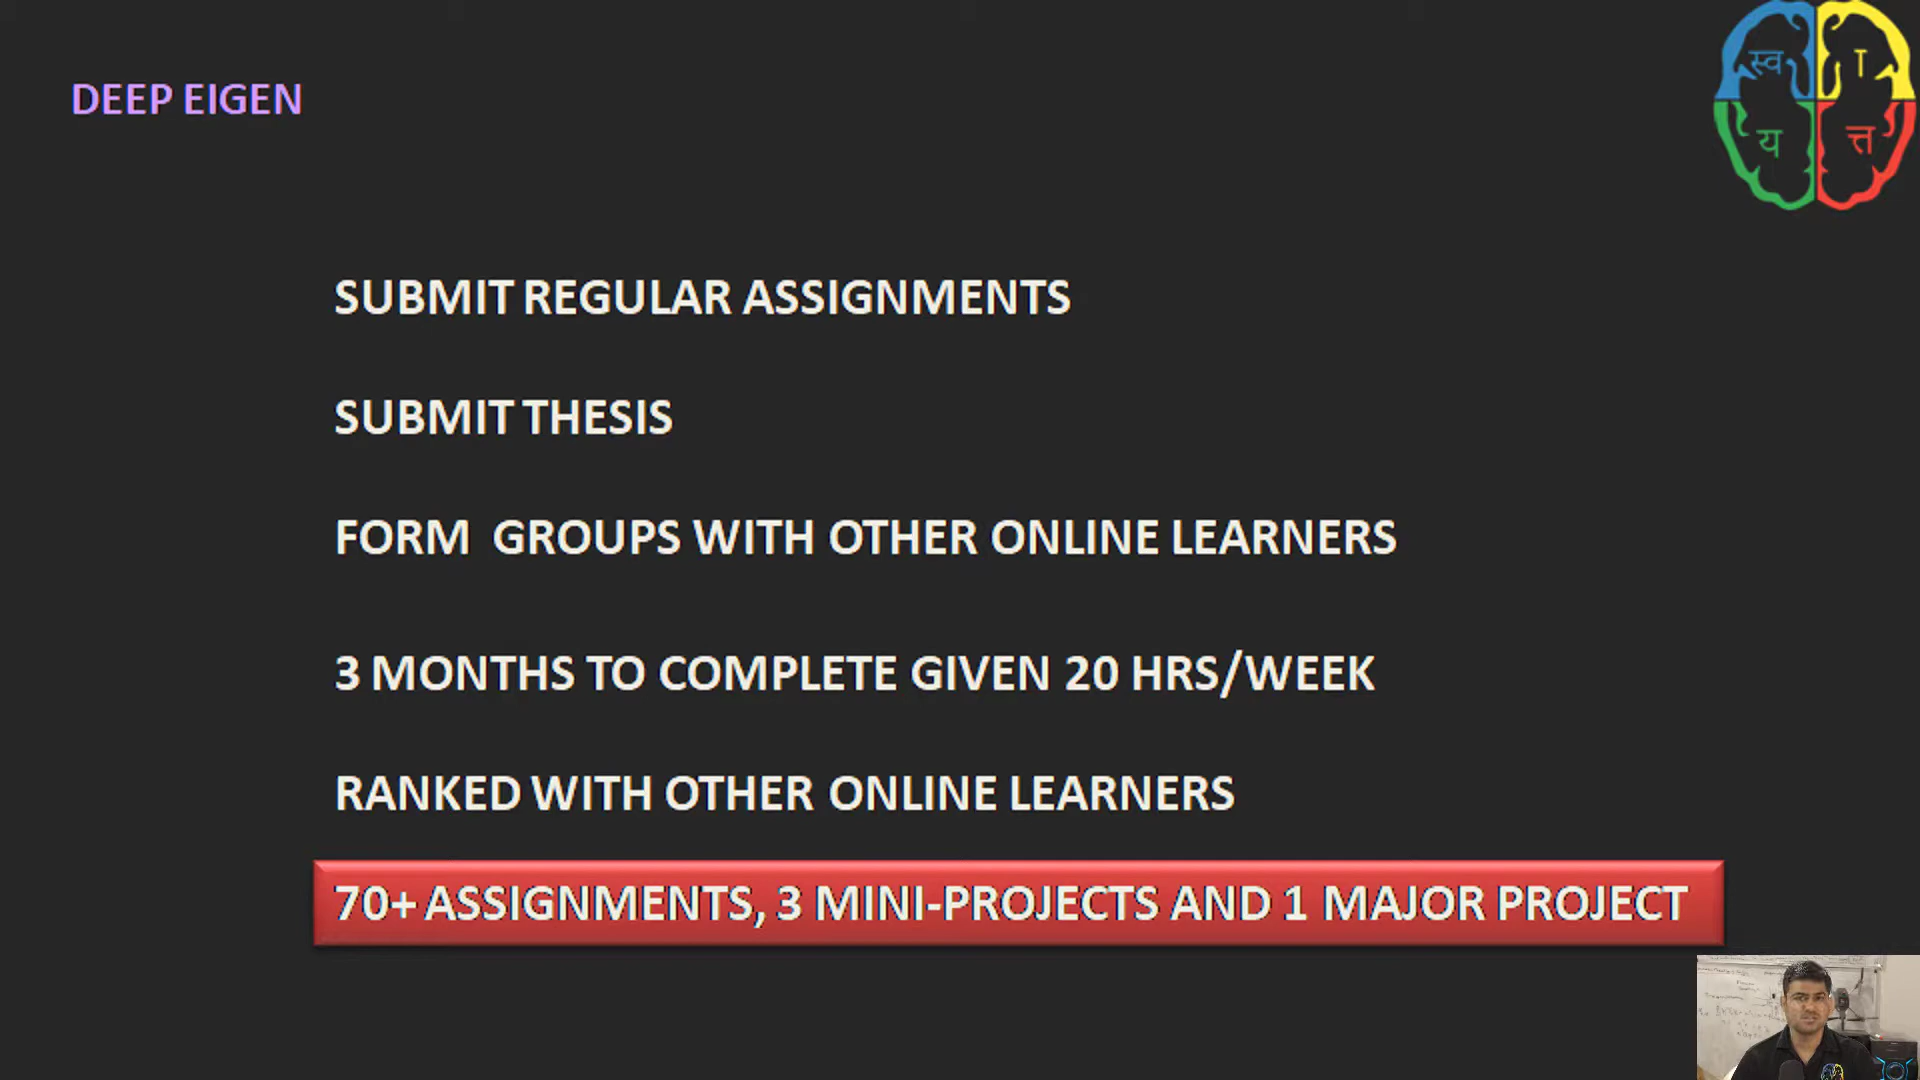 DEEP EIGEN
स्व
ा
य
त्त
SUBMIT REGULAR ASSIGNMENTS
SUBMIT THESIS
FORM GROUPS WITH OTHER ONLINE LEARNERS
3 MONTHS TO COMPLETE GIVEN 20 HRS/WEEK
RANKED WITH OTHER ONLINE LEARNERS
70+ ASSIGNMENTS, 3 MINI-PROJECTS AND 1 MAJOR PROJECT